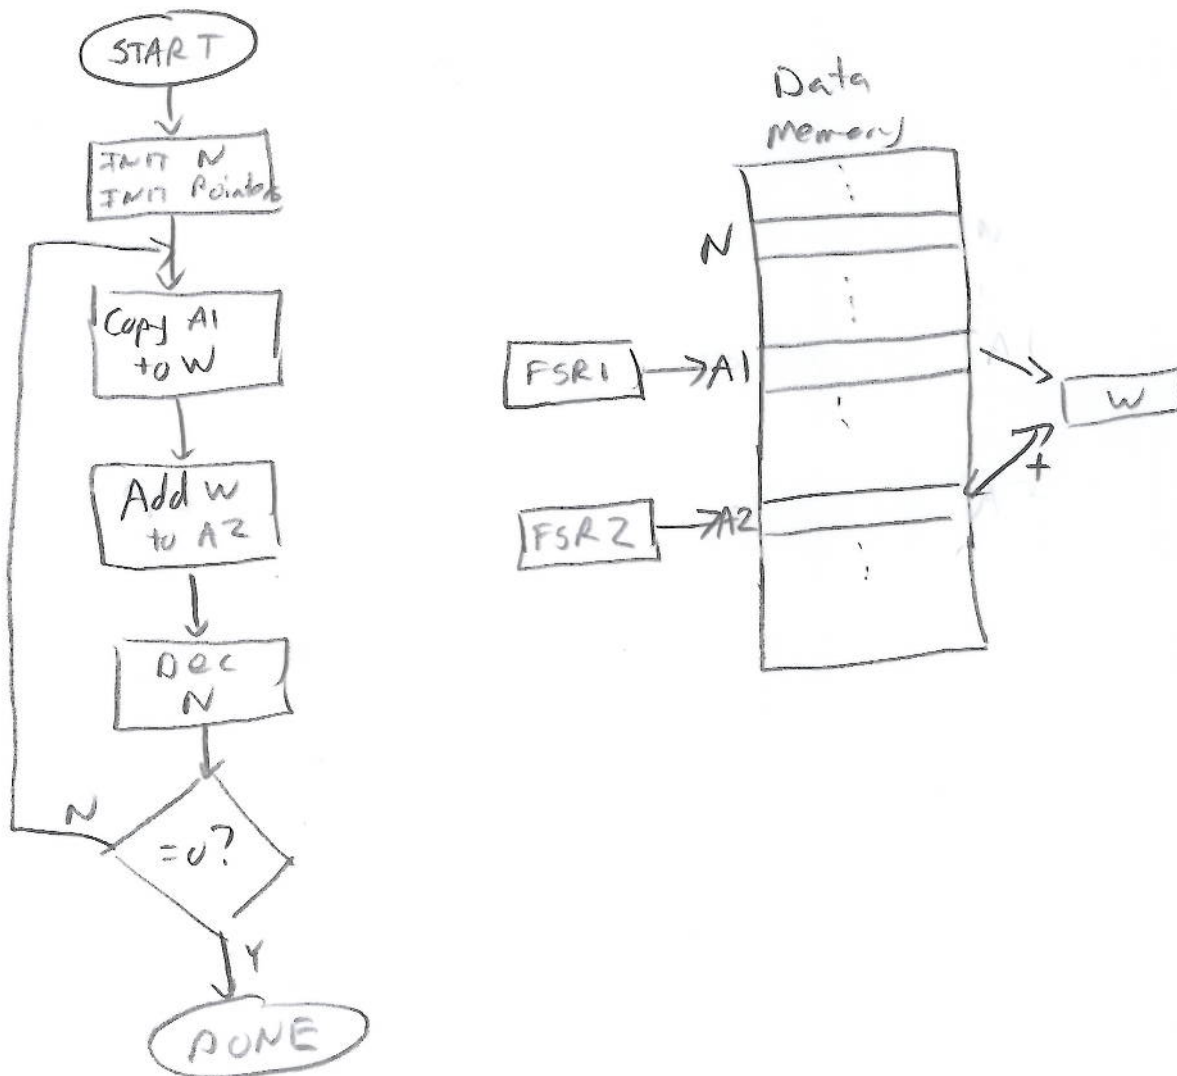 START
INIT N
INIT Pointers
Copy A1
to W
Add W
to A2
Dec
N
N
=0?
Y
DONE
Data
Memory
N
FSR1
A1
W
+
FSR2
A2